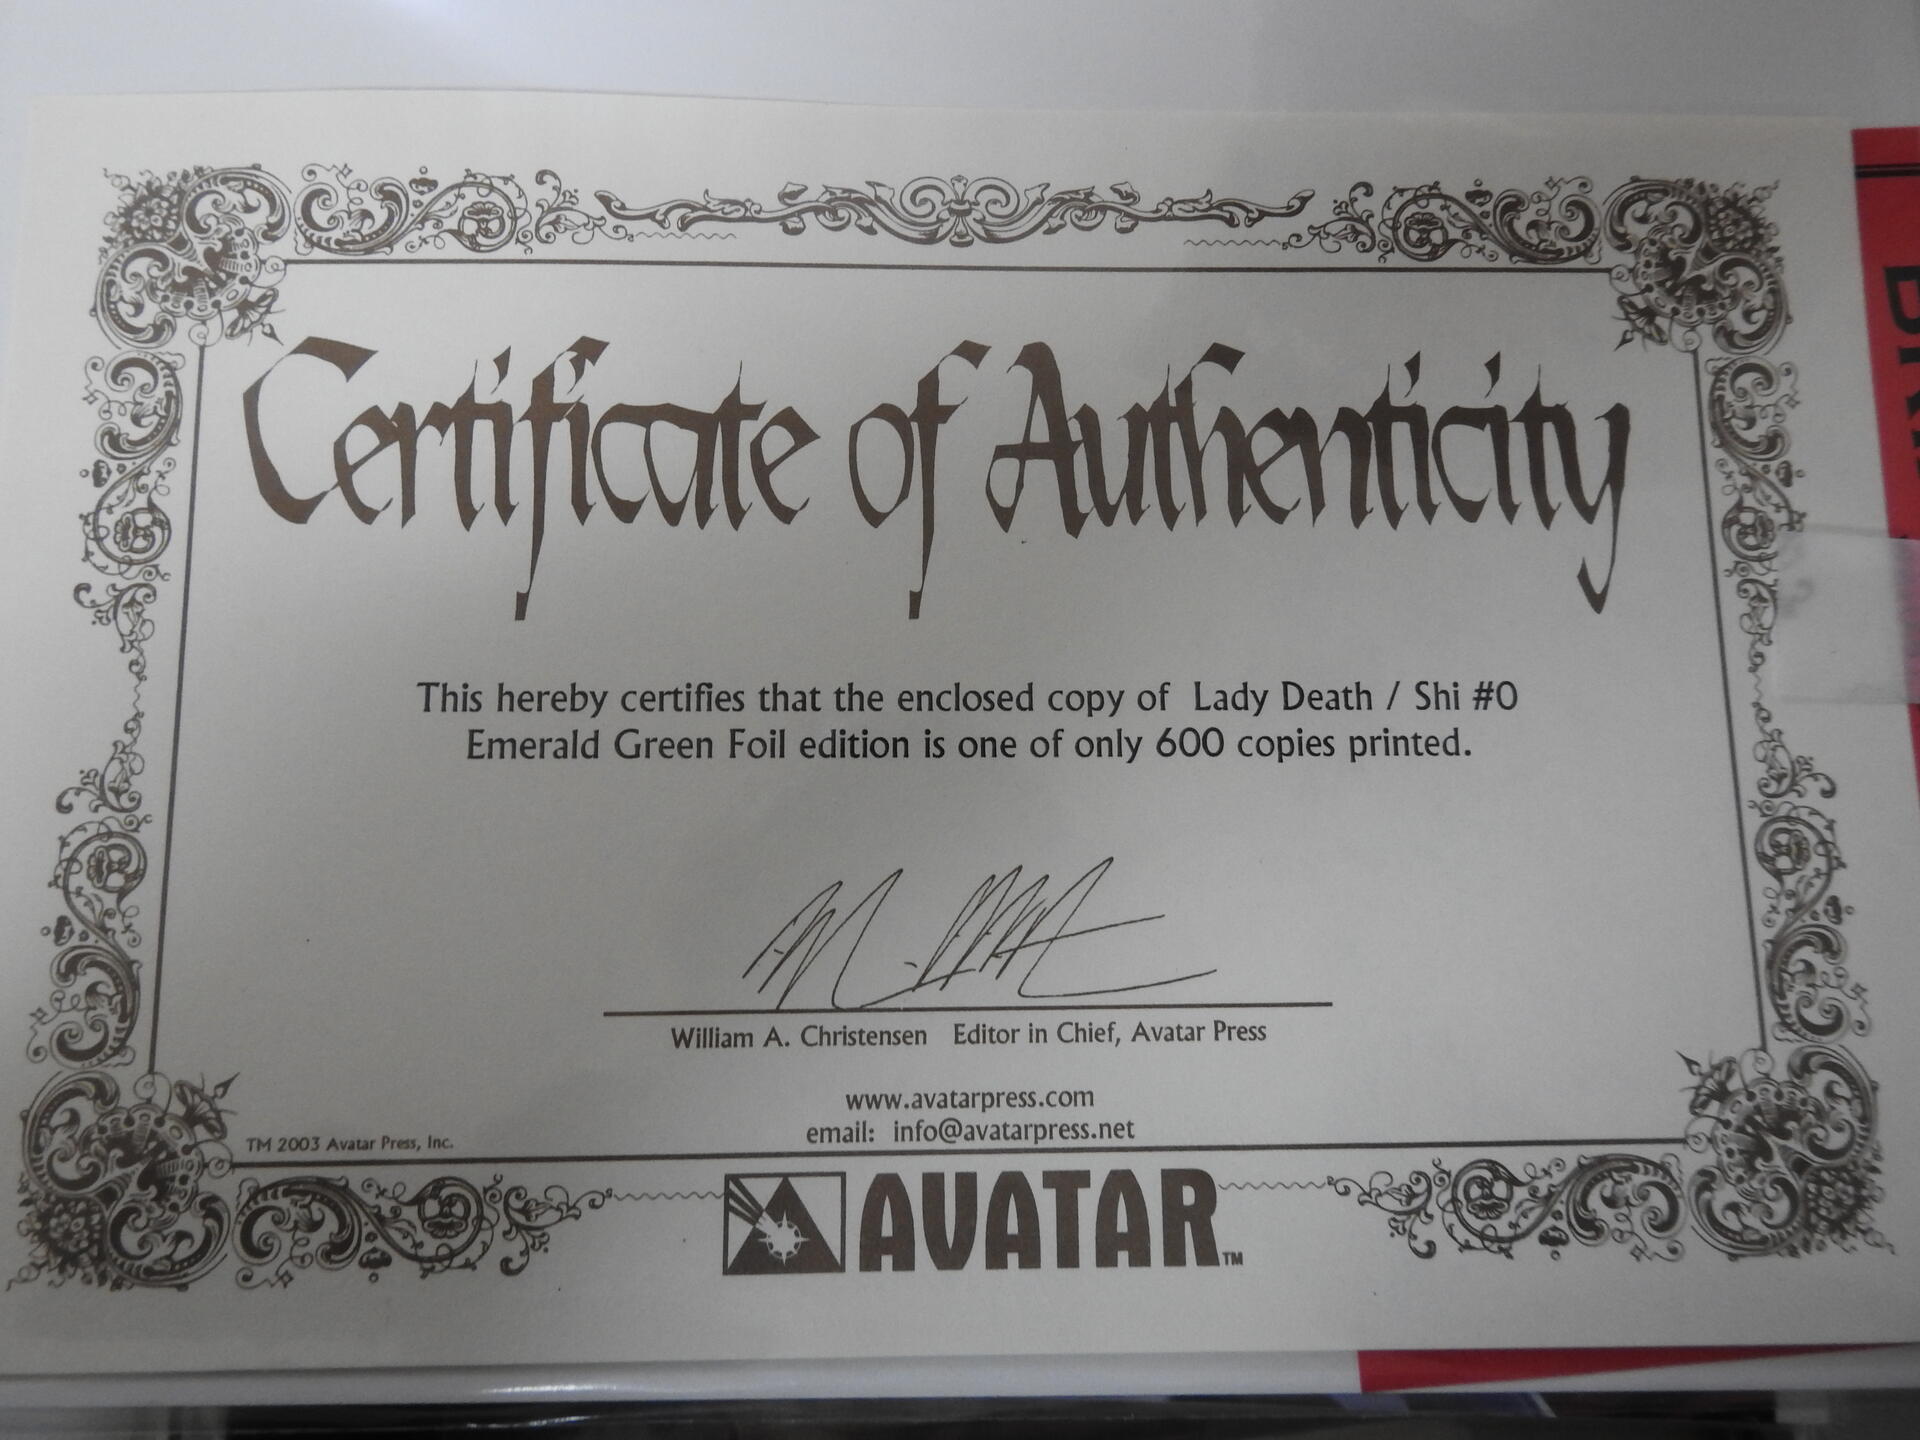 Certificate of Authenticity
This hereby certifies that the enclosed copy of Lady Death / Shi #0
Emerald Green Foil edition is one of only 600 copies printed.
William A. Christensen Editor in Chief, Avatar Press
www.avatarpress.com
email: info@avatarpress.net
TM 2003 Avatar Press, Inc.
AVATAR TM